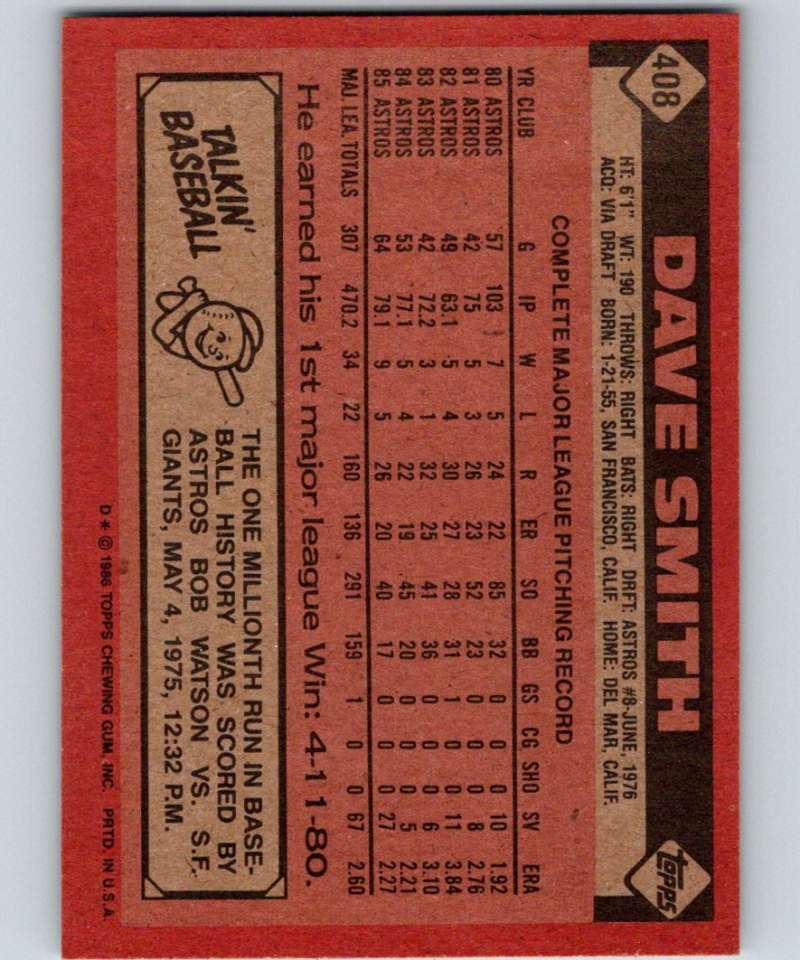 408
DAVE SMITH
topps
HT: 6'1" WT: 190 THROWS: RIGHT BATS: RIGHT DRFT: ASTROS #8-JUNE, 1976
ACQ: VIA DRAFT BORN: 1-21-55, SAN FRANCISCO, CALIF. HOME: DEL MAR, CALIF.
COMPLETE MAJOR LEAGUE PITCHING RECORD
YR CLUB G IP W L R ER SO BB GS CG SHO SV ERA
80 ASTROS 57 103 7 5 24 22 85 32 0 0 0 10 1.92
81 ASTROS 42 75 5 3 26 23 52 23 0 0 0 8 2.76
82 ASTROS 49 63.1 5 4 30 27 28 31 1 0 0 11 3.84
83 ASTROS 42 72.2 3 1 32 25 41 36 0 0 0 6 3.10
84 ASTROS 53 77.1 5 4 22 19 45 20 0 0 0 5 2.21
85 ASTROS 64 79.1 9 5 26 20 40 17 0 0 0 27 2.27
MAJ. LEA. TOTALS 307 470.2 34 22 160 136 291 159 1 0 0 67 2.60
He earned his 1st major league Win: 4-11-80.
TALKIN'
BASEBALL
THE ONE MILLIONTH RUN IN BASE-
BALL HISTORY WAS SCORED BY
ASTROS BOB WATSON VS. S.F.
GIANTS, MAY 4, 1975, 12:32 P.M.
D* © 1986 TOPPS CHEWING GUM, INC. PRTD. IN U.S.A.